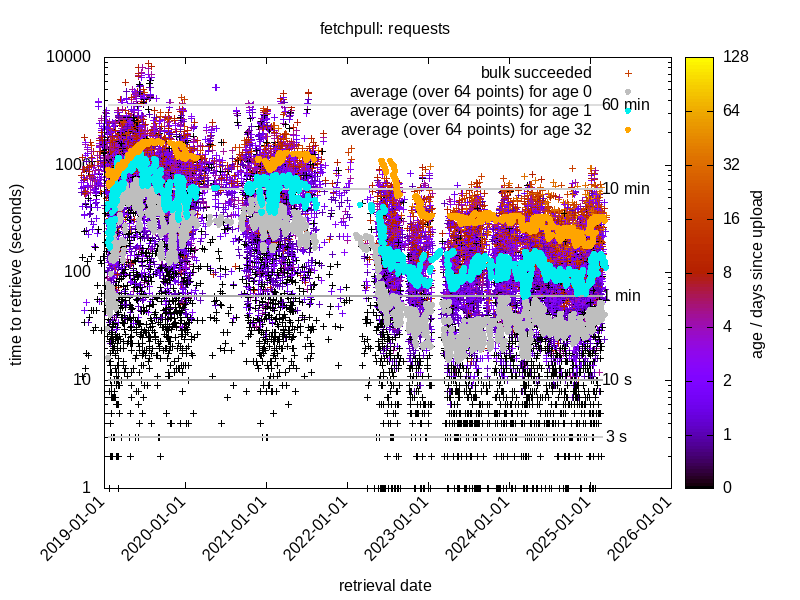 fetchpull: requests
10000
1000
100
10
1
time to retrieve (seconds)
bulk succeeded
average (over 64 points) for age 0
average (over 64 points) for age 1
average (over 64 points) for age 32
60 min
10 min
1 min
10 s
3 s
2019-01-01
2020-01-01
2021-01-01
2022-01-01
2023-01-01
2024-01-01
2025-01-01
2026-01-01
retrieval date
128
64
32
16
8
4
2
1
0
age / days since upload